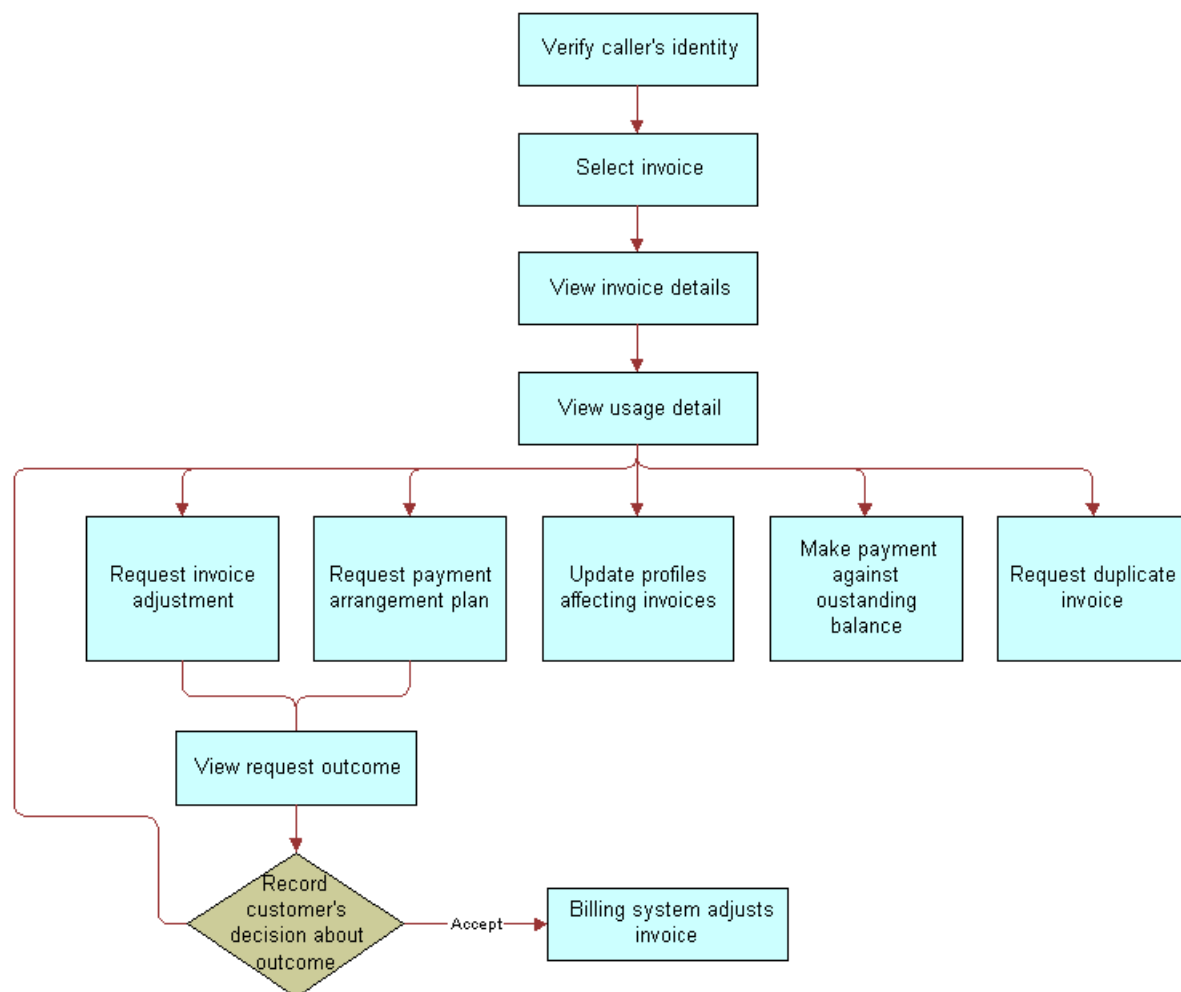 Verify caller's identity
Select invoice
View invoice details
View usage detail
Request invoice
adjustment
Request payment
arrangement plan
Update profiles
affecting invoices
Make payment
against
oustanding
balance
Request duplicate
invoice
View request outcome
Record
customer's
decision about
outcome
Accept
Billing system adjusts
invoice